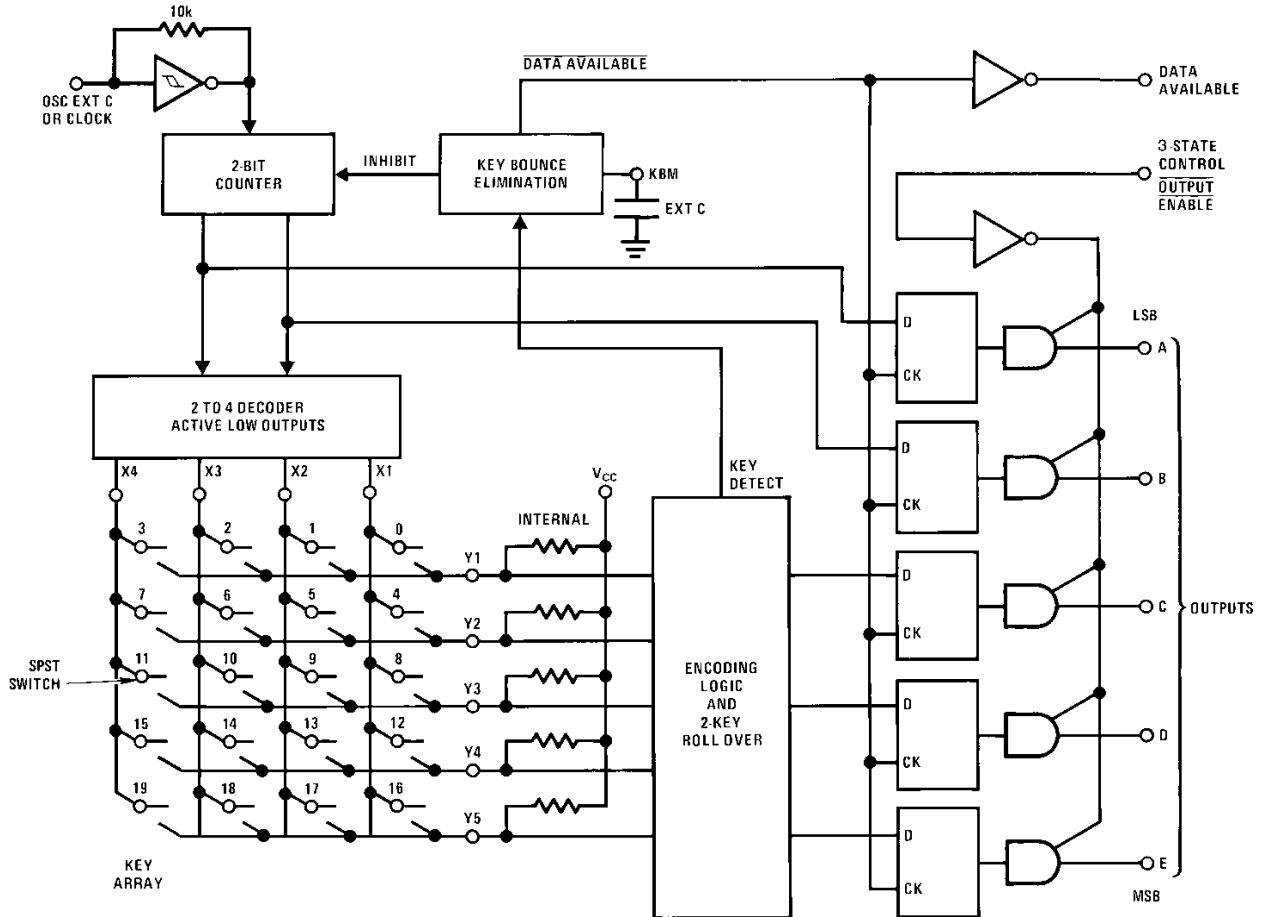 10k
OSC EXT C
OR CLOCK
DATA AVAILABLE
DATA
AVAILABLE
2-BIT
COUNTER
INHIBIT
KEY BOUNCE
ELIMINATION
KBM
EXT C
3-STATE
CONTROL
OUTPUT
ENABLE
LSB
D
CK
A
2 TO 4 DECODER
ACTIVE LOW OUTPUTS
X4
X3
X2
X1
VCC
KEY
DETECT
D
CK
B
INTERNAL
3
2
1
0
Y1
D
CK
C
7
6
5
4
Y2
OUTPUTS
SPST
SWITCH
11
10
9
8
Y3
ENCODING
LOGIC
AND
2-KEY
ROLL OVER
D
CK
D
15
14
13
12
Y4
19
18
17
16
Y5
D
CK
E
MSB
KEY
ARRAY